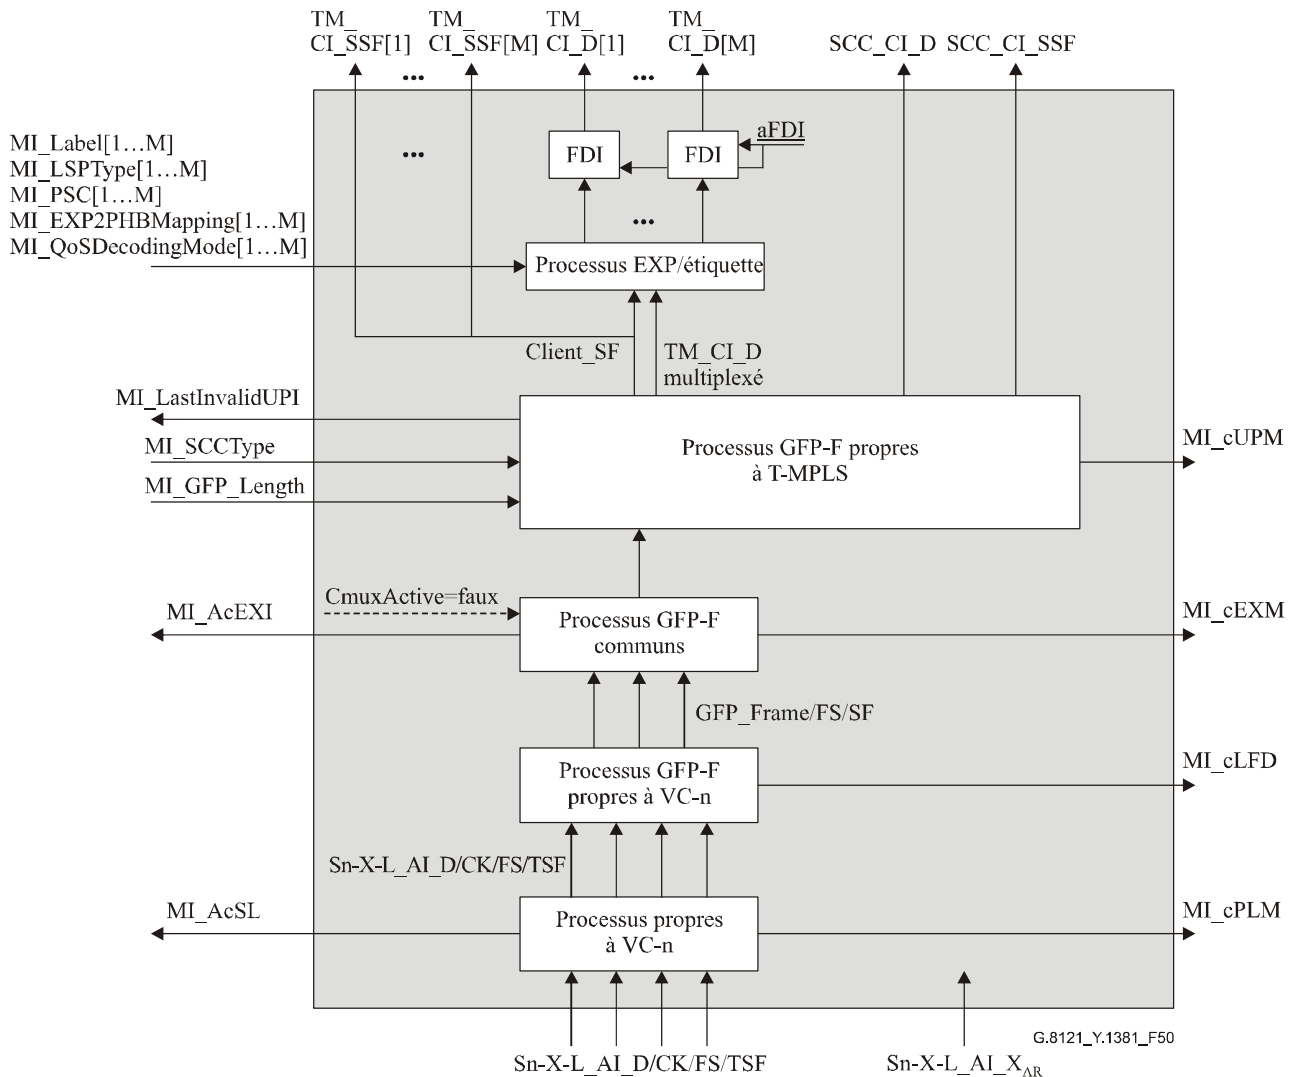 TM_
CI_SSF[1]
TM_
CI_SSF[M]
TM_
CI_D[1]
TM_
CI_D[M]
SCC_CI_D
SCC_CI_SSF
...
...
MI_Label[1…M]
MI_LSPType[1…M]
MI_PSC[1…M]
MI_EXP2PHBMapping[1…M]
MI_QoSDecodingMode[1…M]
...
FDI
FDI
aFDI
...
Processus EXP/étiquette
Client_SF
TM_CI_D
multiplexé
MI_LastInvalidUPI
MI_SCCType
MI_GFP_Length
Processus GFP-F propres
à T-MPLS
MI_cUPM
CmuxActive=faux
MI_AcEXI
Processus GFP-F
communs
MI_cEXM
GFP_Frame/FS/SF
Processus GFP-F
propres à VC-n
MI_cLFD
Sn-X-L_AI_D/CK/FS/TSF
MI_AcSL
Processus propres
à VC-n
MI_cPLM
G.8121_Y.1381_F50
Sn-X-L_AI_D/CK/FS/TSF
Sn-X-L_AI_X_AR